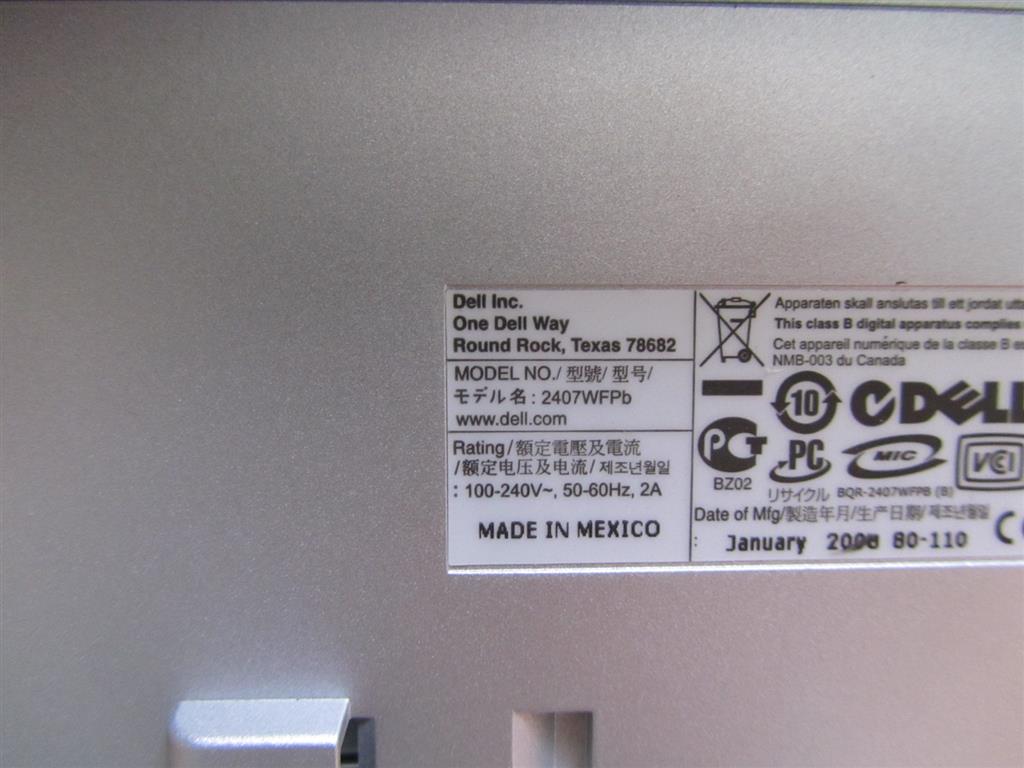 Dell Inc.
One Dell Way
Round Rock, Texas 78682
MODEL NO./ 型號/ 型号/
モデル名 : 2407WFPb
www.dell.com
Rating/額定電壓及電流
/額定电压及电流/ 제조년월일
: 100-240V~, 50-60Hz, 2A
MADE IN MEXICO
Apparaten skall anslutas till ett jordat
This class B digital apparatus complies
Cet appareil numérique de la classe B
NMB-003 du Canada
10
DELL
PC
MIC
VCI
BZ02
リサイクル
BQR-2407WFPB (B)
Date of Mfg/製造年月/生产日期/제조년월일
: January 80-110